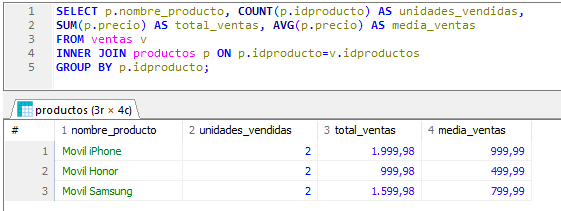 1 SELECT p.nombre_producto, COUNT(p.idproducto) AS unidades_vendidas,
2 SUM(p.precio) AS total_ventas, AVG(p.precio) AS media_ventas
3 FROM ventas v
4 INNER JOIN productos p ON p.idproducto=v.idproductos
5 GROUP BY p.idproducto;
productos (3r × 4c)
# 1 nombre_producto 2 unidades_vendidas 3 total_ventas 4 media_ventas
1 Movil iPhone 2 1.999,98 999,99
2 Movil Honor 2 999,98 499,99
3 Movil Samsung 2 1.599,98 799,99